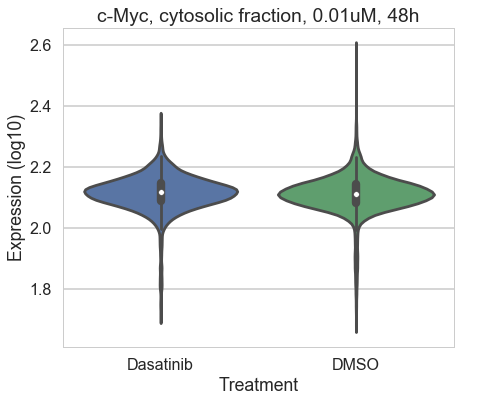 c-Myc, cytosolic fraction, 0.01uM, 48h
Expression (log10)
2.6
2.4
2.2
2.0
1.8
Dasatinib DMSO
Treatment